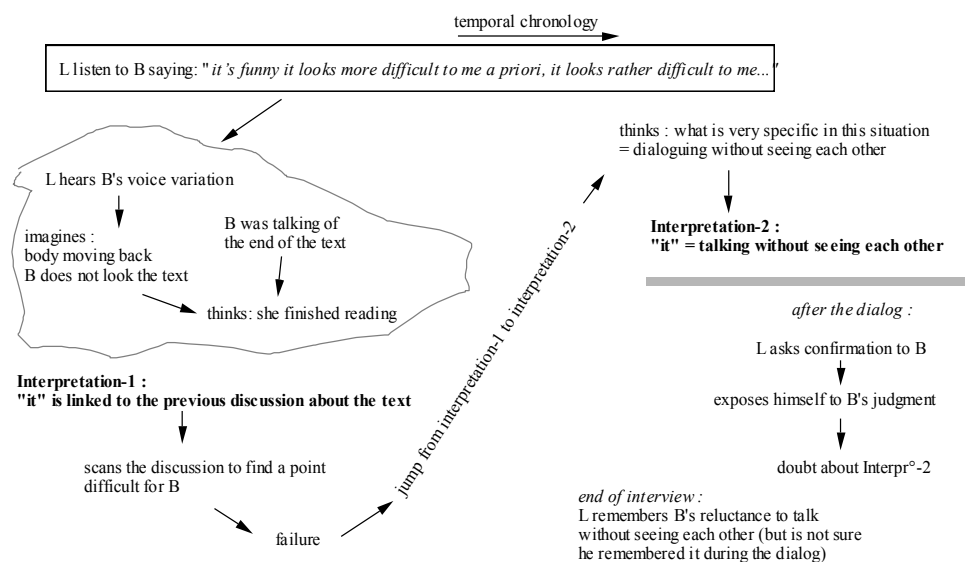 temporal chronology
L listen to B saying: "it's funny it looks more difficult to me a priori, it looks rather difficult to me..."
L hears B's voice variation
imagines :
body moving back
B does not look the text
B was talking of
the end of the text
thinks: she finished reading
Interpretation-1 :
"it" is linked to the previous discussion about the text
scans the discussion to find a point
difficult for B
failure
jump from interpretation-1 to interpretation-2
thinks : what is very specific in this situation
= dialoguing without seeing each other
Interpretation-2 :
"it" = talking without seeing each other
after the dialog :
L asks confirmation to B
exposes himself to B's judgment
doubt about Interpr°-2
end of interview :
L remembers B's reluctance to talk
without seeing each other (but is not sure
he remembered it during the dialog)